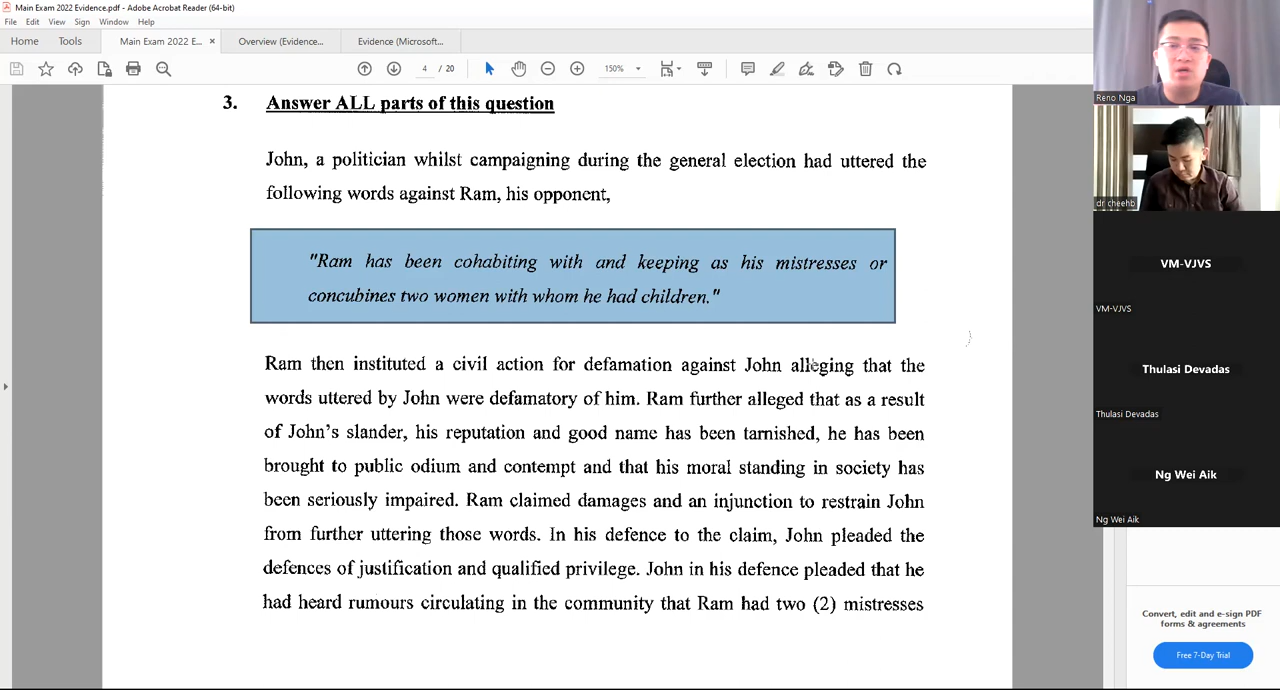 Main Exam 2022 Evidence.pdf - Adobe Acrobat Reader (64-bit)
File Edit View Sign Window Help
Home Tools Main Exam 2022 E... × Overview (Evidence... Evidence (Microsoft...
4 / 20 150%
3. Answer ALL parts of this question
John, a politician whilst campaigning during the general election had uttered the
following words against Ram, his opponent,
"Ram has been cohabiting with and keeping as his mistresses or
concubines two women with whom he had children."
Ram then instituted a civil action for defamation against John alleging that the
words uttered by John were defamatory of him. Ram further alleged that as a result
of John's slander, his reputation and good name has been tarnished, he has been
brought to public odium and contempt and that his moral standing in society has
been seriously impaired. Ram claimed damages and an injunction to restrain John
from further uttering those words. In his defence to the claim, John pleaded the
defences of justification and qualified privilege. John in his defence pleaded that he
had heard rumours circulating in the community that Ram had two (2) mistresses
Reno Nga
dr cheehb
VM-VJVS
VM-VJVS
Thulasi Devadas
Thulasi Devadas
Ng Wei Aik
Ng Wei Aik
Convert, edit and e-sign PDF
forms & agreements
Free 7-Day Trial